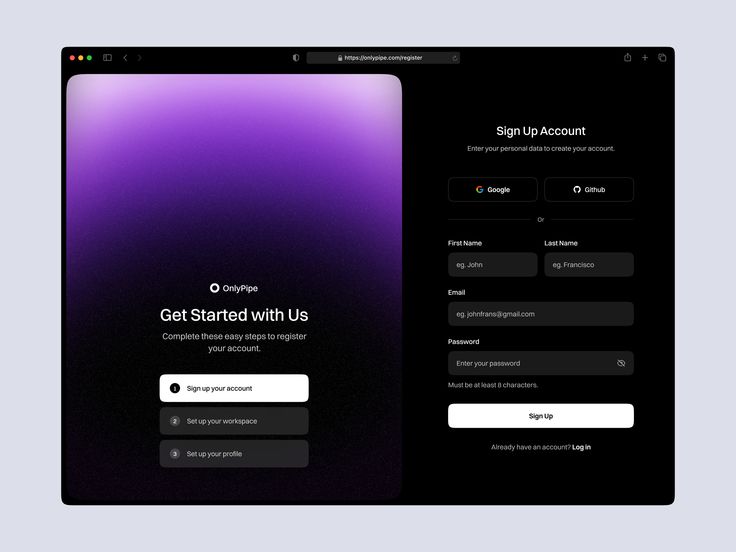 https://onlypipe.com/register
OnlyPipe
Get Started with Us
Complete these easy steps to register
your account.
1 Sign up your account
2 Set up your workspace
3 Set up your profile
Sign Up Account
Enter your personal data to create your account.
Google
Github
Or
First Name
Last Name
eg. John
eg. Francisco
Email
eg. johnfrans@gmail.com
Password
Enter your password
Must be at least 8 characters.
Sign Up
Already have an account? Log in